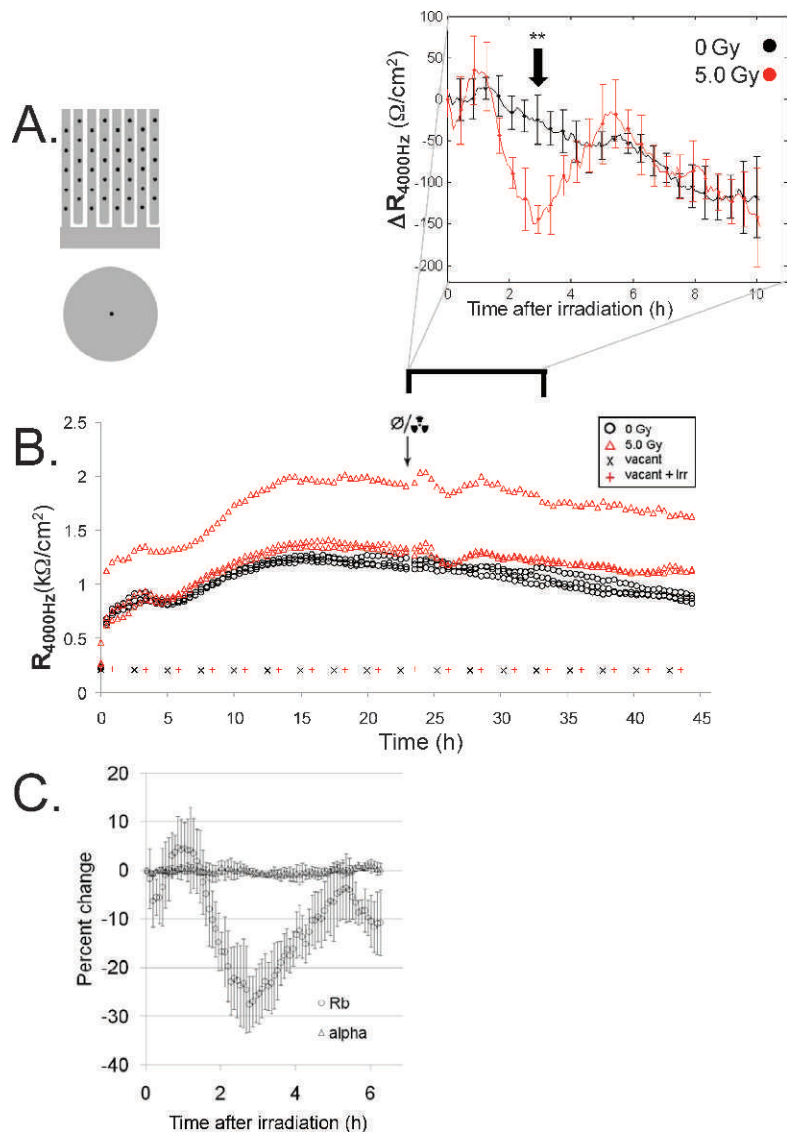 A.
100
50
0
-50
-100
-150
-200
ΔR4000Hz (Ω/cm²)
**
0 Gy
5.0 Gy
0 2 4 6 8 10
Time after irradiation (h)
B
2.5
2
1.5
1
0.5
0
R4000Hz(kΩ/cm²)
Ø/☢
0 Gy
5.0 Gy
vacant
vacant + Irr
0 5 10 15 20 25 30 35 40 45
Time (h)
C.
20
10
0
-10
-20
-30
-40
Percent change
Rb
alpha
0 2 4 6
Time after irradiation (h)